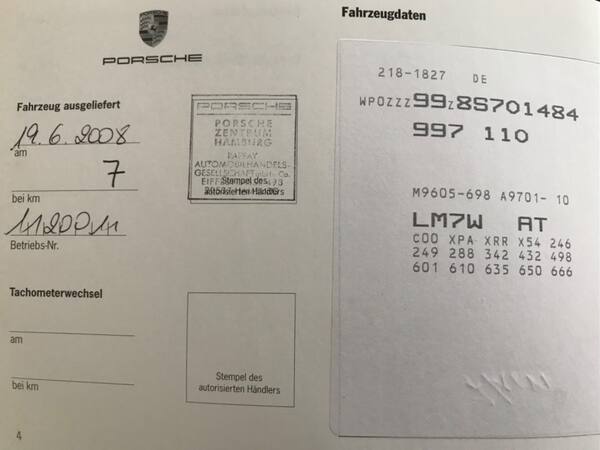 PORSCHE
Fahrzeug ausgeliefert
19.6.2008
am
7
bei km
Betriebs-Nr.
PORSCHE
PORSCHE
ZENTRUM
HAMBURG
RAFFAY
AUTOMOBILHANDELS-
GESELLSCHAFT
Stempel des
autorisierten Händlers
Tachometerwechsel
am
bei km
Stempel des
autorisierten Händlers
4
Fahrzeugdaten
218-1827 DE
WPOZZZ99Z8S701484
997 110
M9605-698 A9701- 10
LM7W AT
C00 XPA XRR X54 246
249 288 342 432 498
601 610 635 650 666